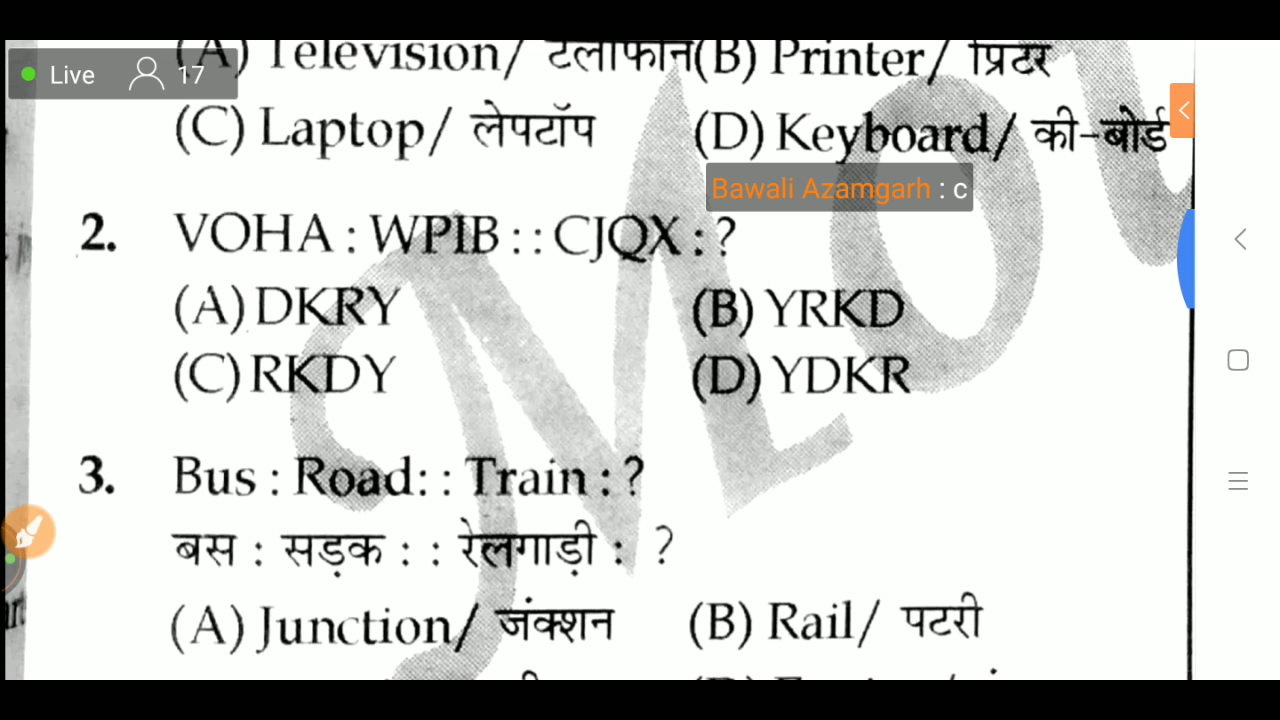 Live 17
(A) Television/ टेलीफोन (B) Printer/ प्रिंटर
(C) Laptop/ लेपटॉप (D) Keyboard/ की-बोर्ड
Bawali Azamgarh : c
2. VOHA : WPIB : : CJQX : ?
(A) DKRY (B) YRKD
(C) RKDY (D) YDKR
3. Bus : Road: : Train : ?
बस : सड़क : : रेलगाड़ी : ?
(A) Junction/ जंक्शन (B) Rail/ पटरी